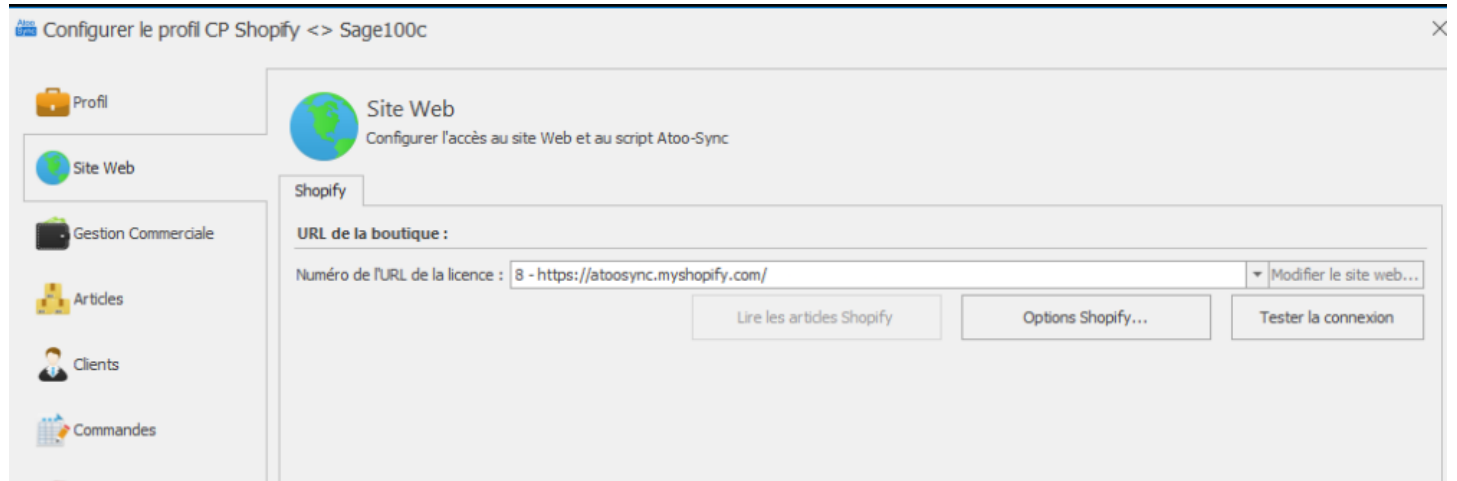 Atoo Sync Configurer le profil CP Shopify <> Sage100c
Profil
Site Web
Gestion Commerciale
Articles
Clients
Commandes
Site Web
Configurer l'accès au site Web et au script Atoo-Sync
Shopify
URL de la boutique :
Numéro de l'URL de la licence : 8 - https://atoosync.myshopify.com/ Modifier le site web...
Lire les articles Shopify Options Shopify... Tester la connexion